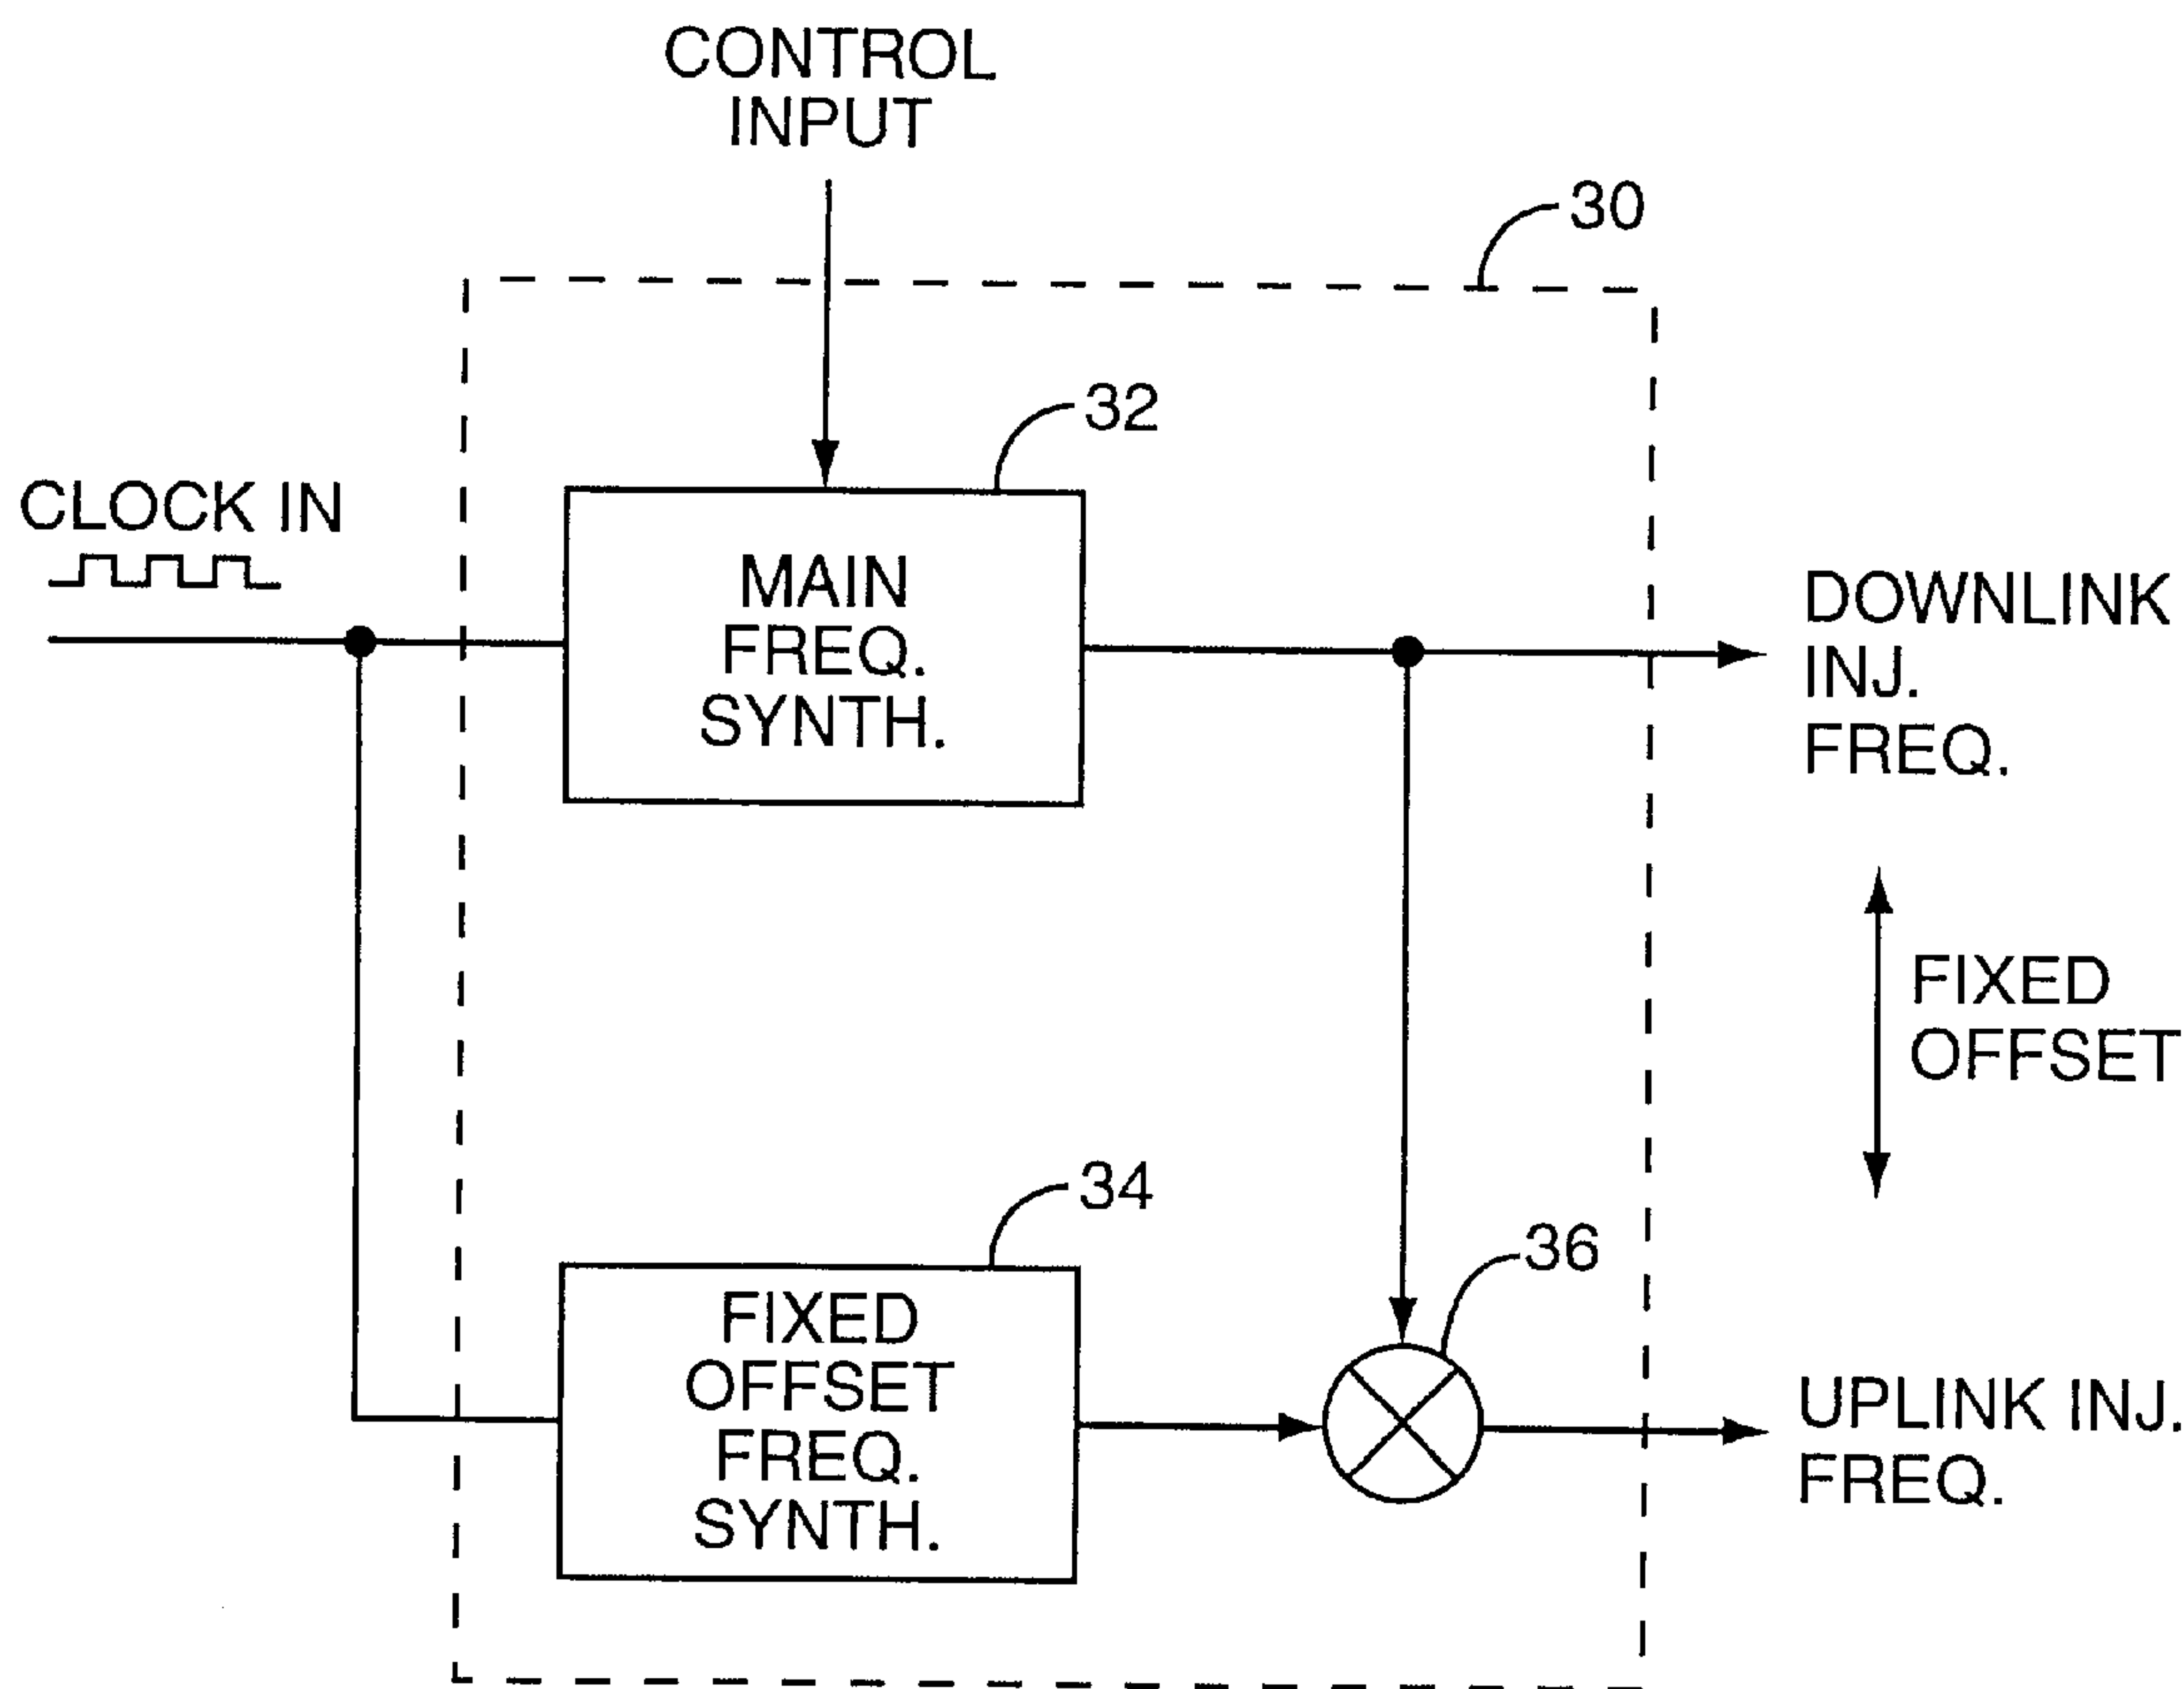 CONTROL
INPUT
30
32
CLOCK IN
MAIN
FREQ.
SYNTH.
DOWNLINK
INJ.
FREQ.
FIXED
OFFSET
34
36
FIXED
OFFSET
FREQ.
SYNTH.
UPLINK INJ.
FREQ.